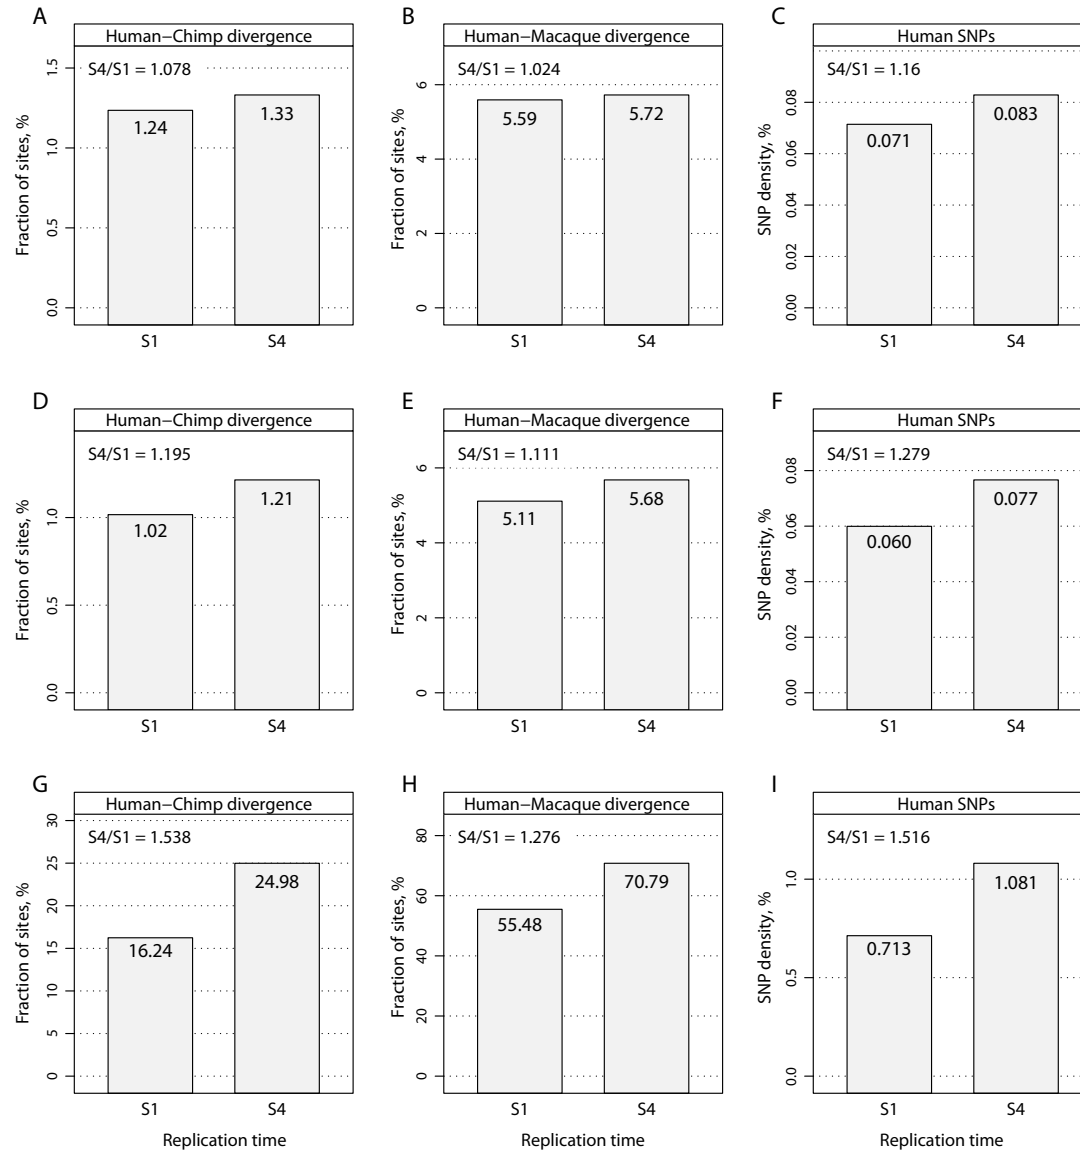 A
Human−Chimp divergence
S4/S1 = 1.078
Fraction of sites, %
1.5
1.0
0.5
0.0
1.24
1.33
S1
S4
B
Human−Macaque divergence
S4/S1 = 1.024
Fraction of sites, %
6
4
2
0
5.59
5.72
S1
S4
C
Human SNPs
S4/S1 = 1.16
SNP density, %
0.08
0.06
0.04
0.02
0.00
0.071
0.083
S1
S4
D
Human−Chimp divergence
S4/S1 = 1.195
Fraction of sites, %
1.0
0.5
0.0
1.02
1.21
S1
S4
E
Human−Macaque divergence
S4/S1 = 1.111
Fraction of sites, %
6
4
2
0
5.11
5.68
S1
S4
F
Human SNPs
S4/S1 = 1.279
SNP density, %
0.08
0.06
0.04
0.02
0.00
0.060
0.077
S1
S4
G
Human−Chimp divergence
S4/S1 = 1.538
Fraction of sites, %
30
25
20
15
10
5
0
16.24
24.98
S1
S4
Replication time
H
Human−Macaque divergence
S4/S1 = 1.276
Fraction of sites, %
80
60
40
20
0
55.48
70.79
S1
S4
Replication time
I
Human SNPs
S4/S1 = 1.516
SNP density, %
1.0
0.5
0.0
0.713
1.081
S1
S4
Replication time